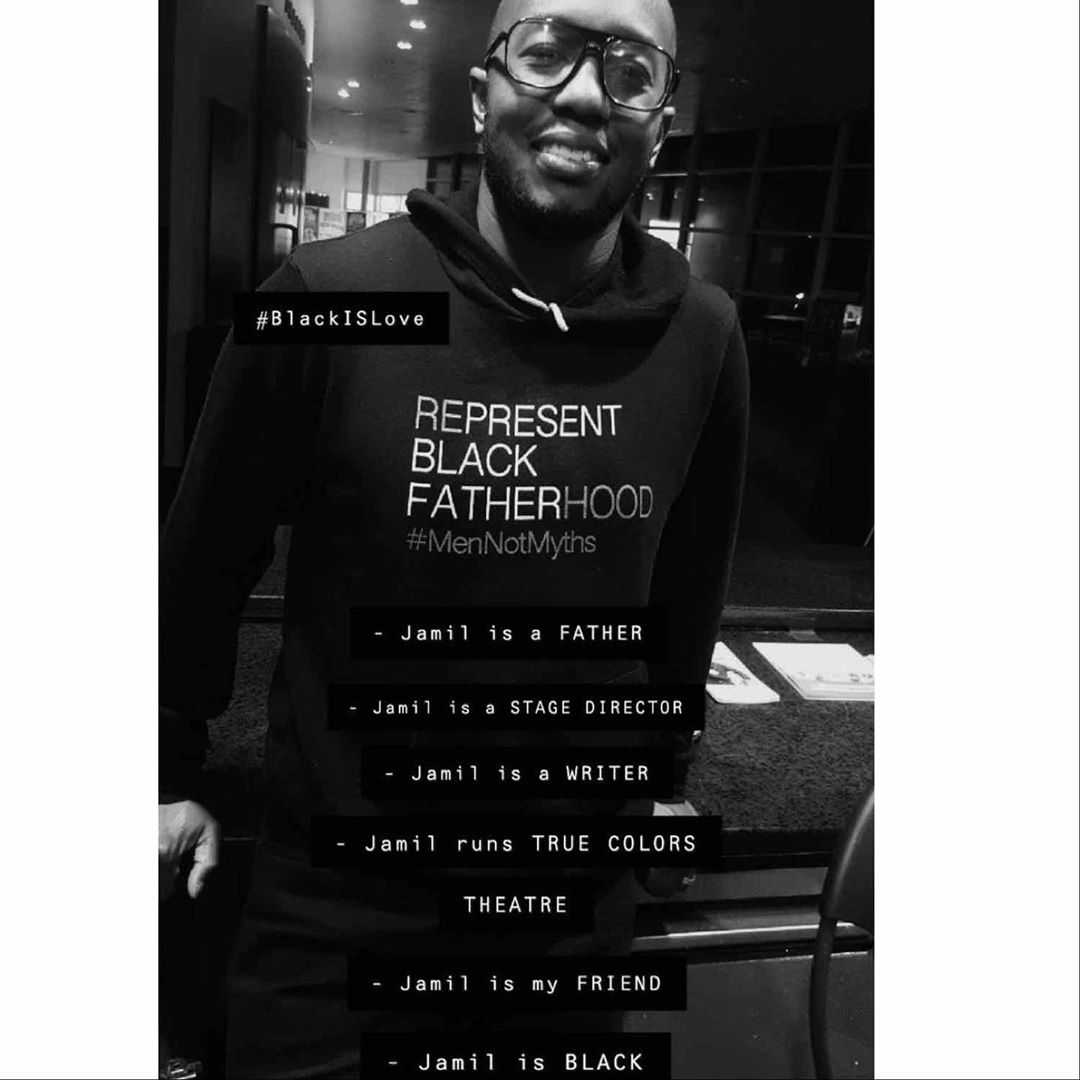 #BlackISLove
REPRESENT
BLACK
FATHERHOOD
#MenNotMyths
- Jamil is a FATHER
- Jamil is a STAGE DIRECTOR
- Jamil is a WRITER
- Jamil runs TRUE COLORS
THEATRE
- Jamil is my FRIEND
- Jamil is BLACK